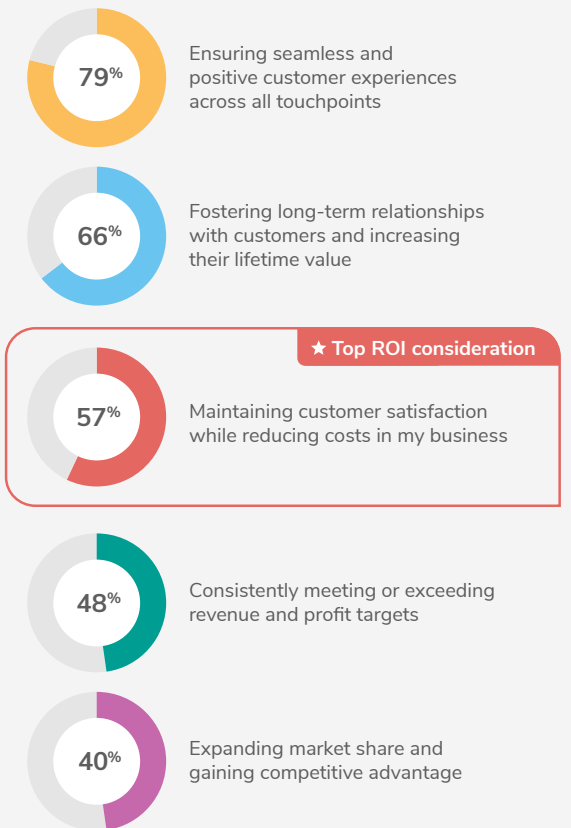 79%
Ensuring seamless and
positive customer experiences
across all touchpoints
66%
Fostering long-term relationships
with customers and increasing
their lifetime value
★ Top ROI consideration
57%
Maintaining customer satisfaction
while reducing costs in my business
48%
Consistently meeting or exceeding
revenue and profit targets
40%
Expanding market share and
gaining competitive advantage